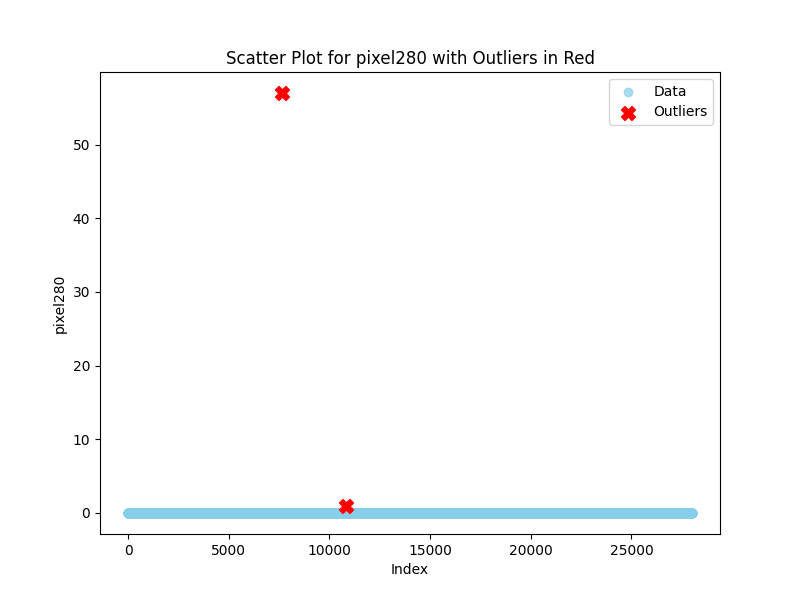 Scatter Plot for pixel280 with Outliers in Red
Data
Outliers
50
40
30
20
10
0
pixel280
0 5000 10000 15000 20000 25000
Index